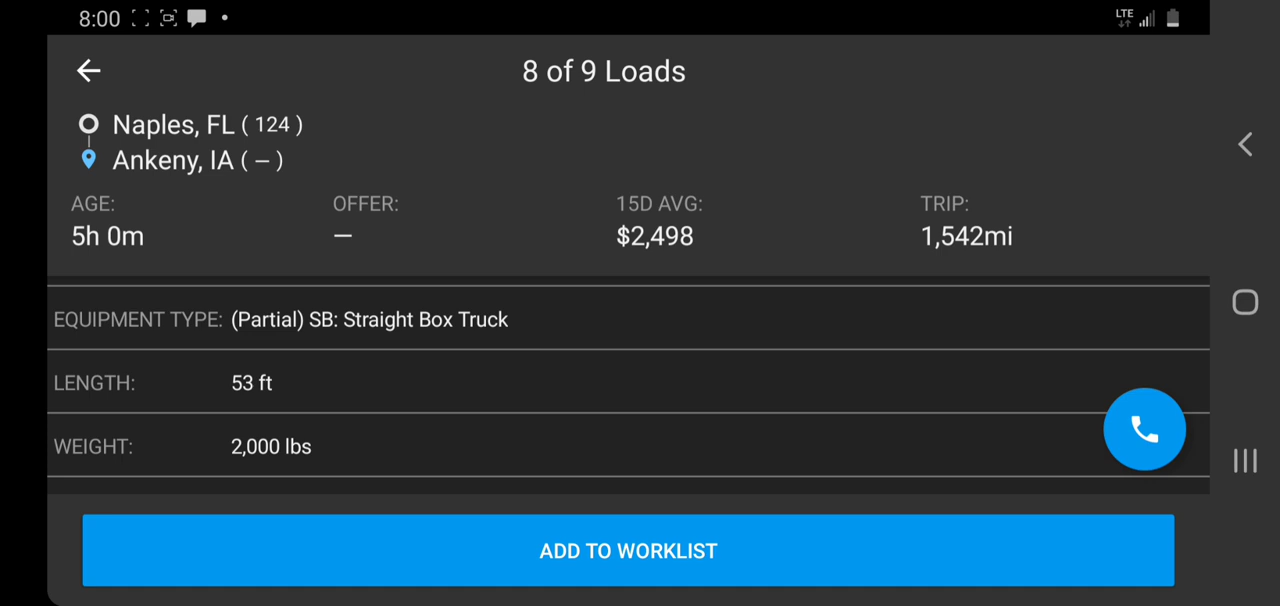 8:00
LTE
8 of 9 Loads
Naples, FL ( 124 )
Ankeny, IA ( – )
AGE: OFFER: 15D AVG: TRIP:
5h 0m — $2,498 1,542mi
EQUIPMENT TYPE: (Partial) SB: Straight Box Truck
LENGTH: 53 ft
WEIGHT: 2,000 lbs
ADD TO WORKLIST